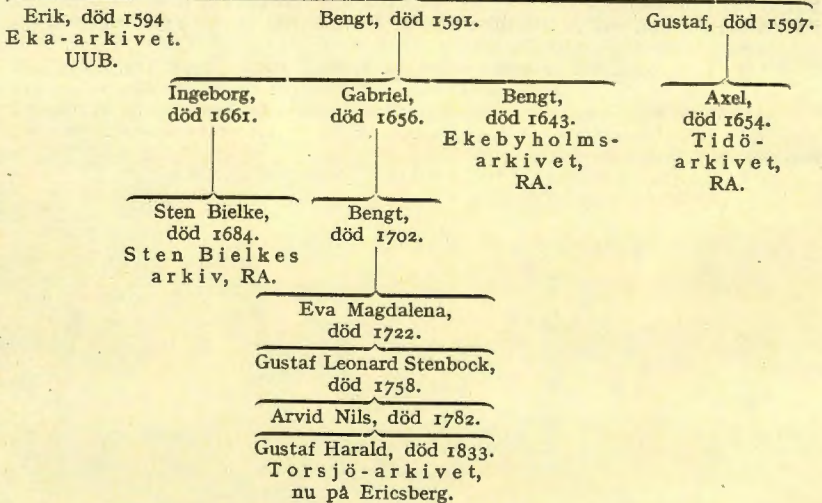 Erik, död 1594
Eka-arkivet.
UUB.
Bengt, död 1591.
Gustaf, död 1597.
Ingeborg,
död 1661.
Gabriel,
död 1656.
Bengt,
död 1643.
Ekebyholms-
arkivet,
RA.
Axel,
död 1654.
Tidö-
arkivet,
RA.
Sten Bielke,
död 1684.
Sten Bielkes
arkiv, RA.
Bengt,
död 1702.
Eva Magdalena,
död 1722.
Gustaf Leonard Stenbock,
död 1758.
Arvid Nils, död 1782.
Gustaf Harald, död 1833.
Torsjö-arkivet,
nu på Ericsberg.